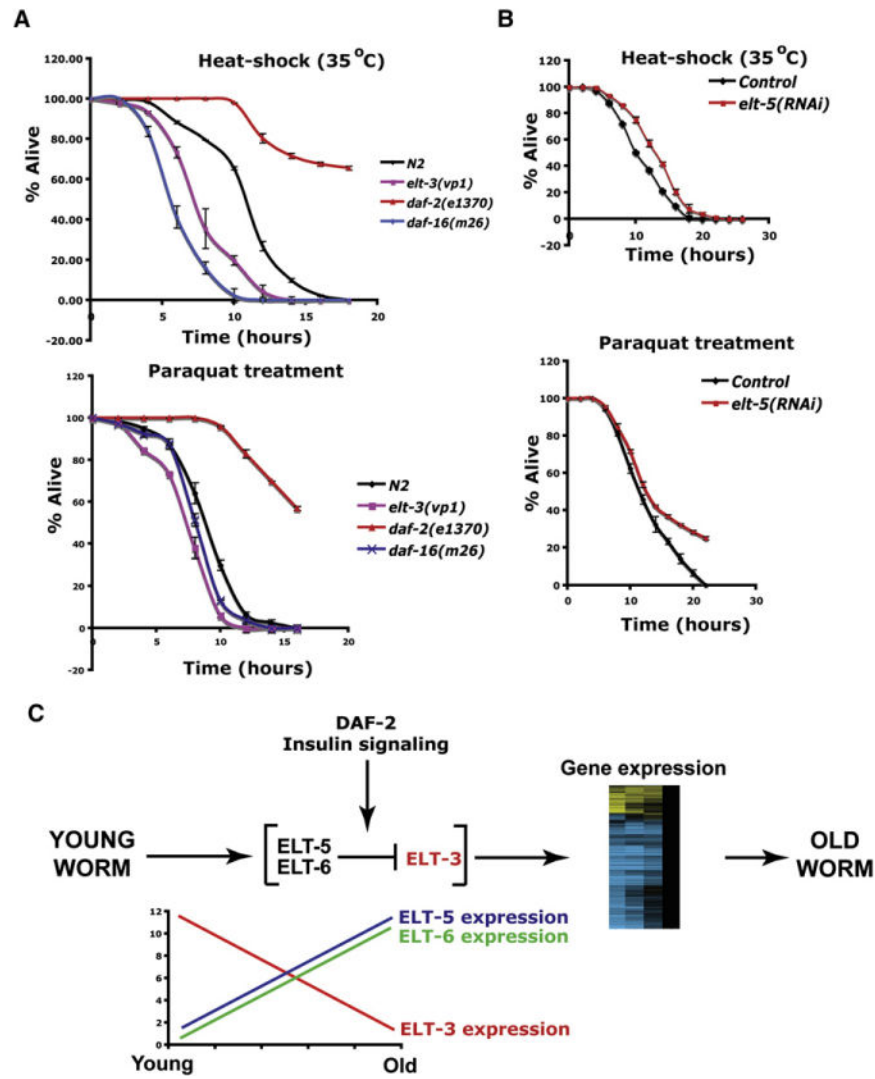 A
Heat-shock (35 °C)
120.00
100.00
80.00
60.00
40.00
20.00
0.00
-20.00
% Alive
0
5
10
15
20
Time (hours)
N2
elt-3(vp1)
daf-2(e1370)
daf-16(m26)
Paraquat treatment
120
100
80
60
40
20
0
-20
% Alive
0
5
10
15
20
Time (hours)
N2
elt-3(vp1)
daf-2(e1370)
daf-16(m26)
B
Heat-shock (35 °C)
120
100
80
60
40
20
0
-20
% Alive
0
10
20
30
Time (hours)
Control
elt-5(RNAi)
Paraquat treatment
120
100
80
60
40
20
0
% Alive
0
10
20
30
Time (hours)
Control
elt-5(RNAi)
C
DAF-2
Insulin signaling
Gene expression
YOUNG
WORM
ELT-5
ELT-6
ELT-3
OLD
WORM
12
10
8
6
4
2
0
ELT-5 expression
ELT-6 expression
ELT-3 expression
Young
Old